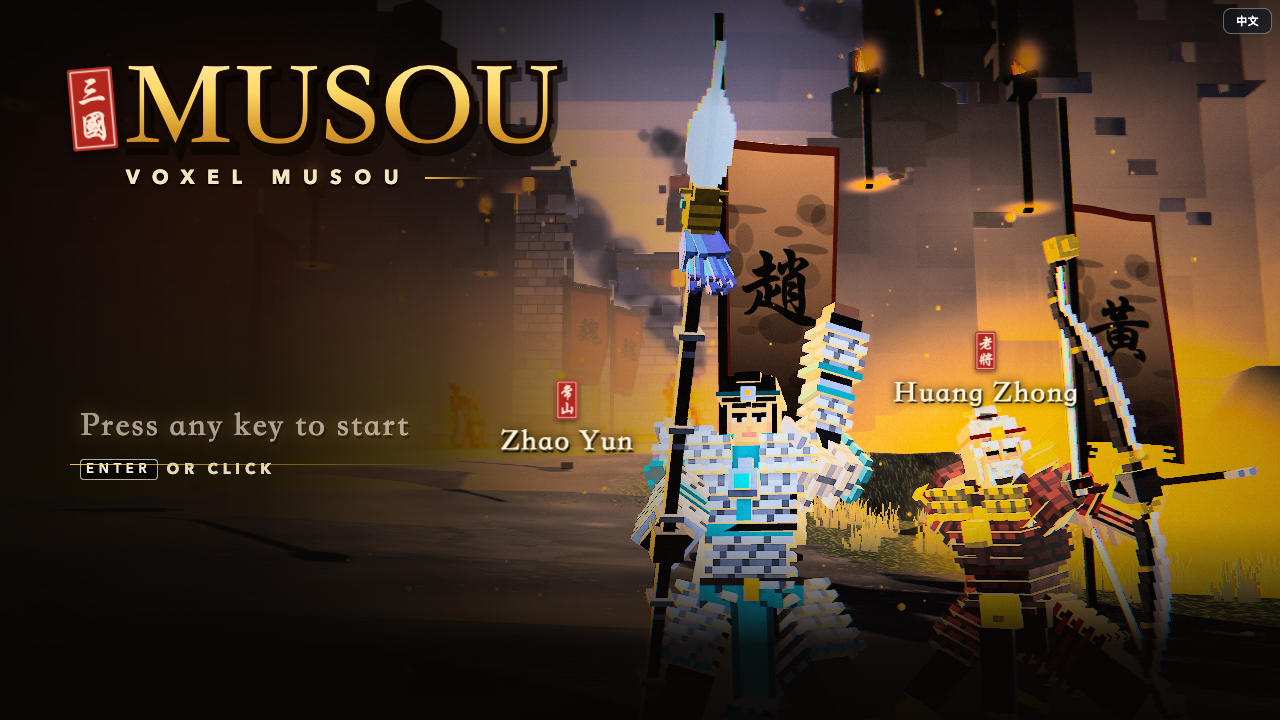 中文
三國
MUSOU
VOXEL MUSOU
趙
黃
魏
老將
Huang Zhong
常山
Zhao Yun
Press any key to start
ENTER OR CLICK